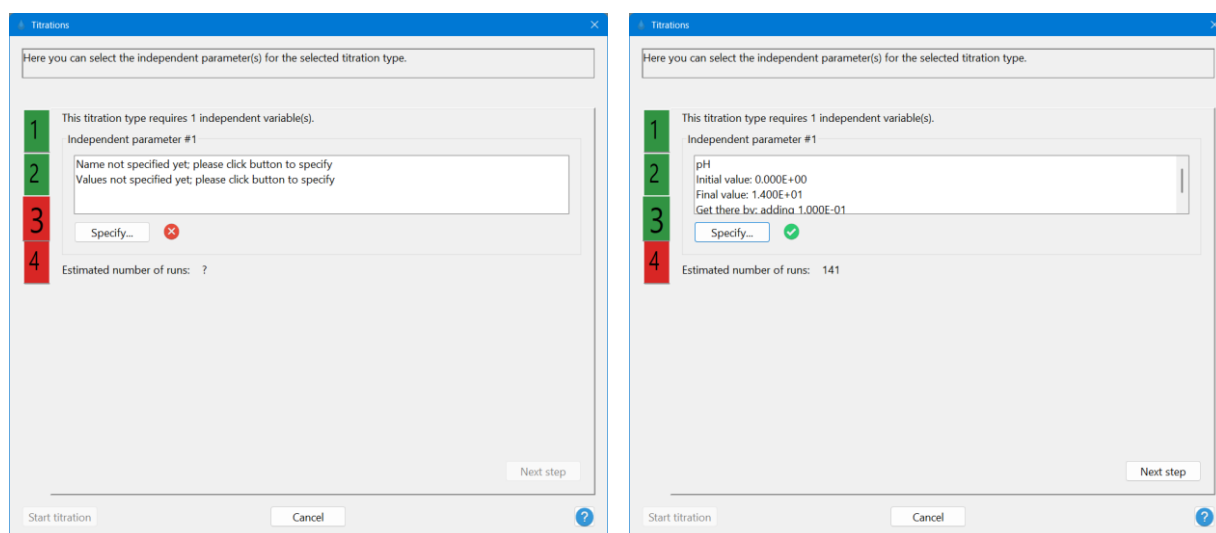 Titrations
Here you can select the independent parameter(s) for the selected titration type.
1
This titration type requires 1 independent variable(s).
Independent parameter #1
2
Name not specified yet; please click button to specify
Values not specified yet; please click button to specify
3
Specify...
4
Estimated number of runs: ?
Next step
Start titration
Cancel
?
Titrations
Here you can select the independent parameter(s) for the selected titration type.
1
This titration type requires 1 independent variable(s).
Independent parameter #1
2
pH
Initial value: 0.000E+00
Final value: 1.400E+01
Get there by: adding 1.000E-01
3
Specify...
4
Estimated number of runs: 141
Next step
Start titration
Cancel
?